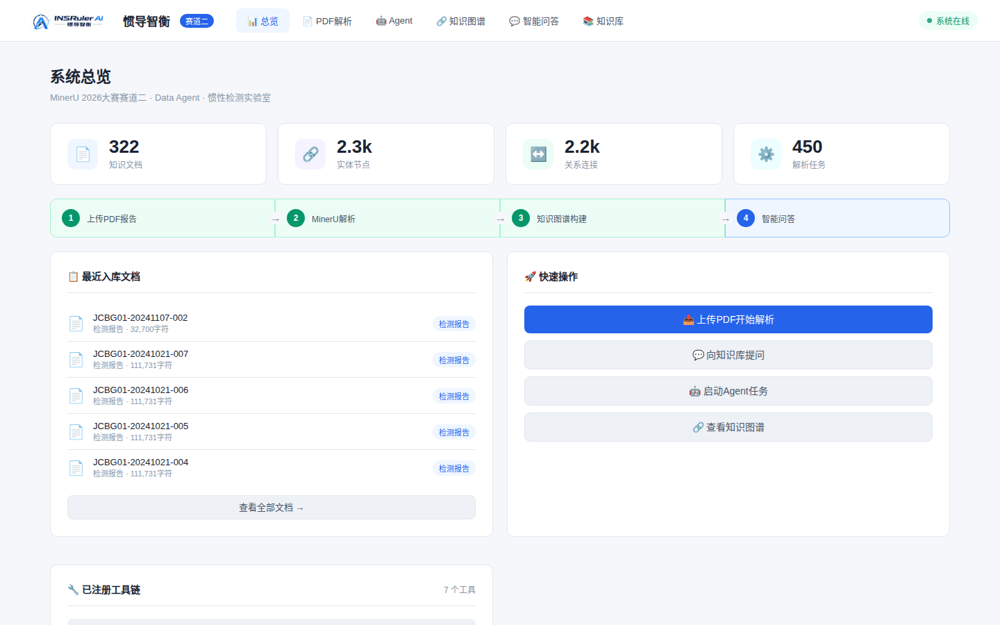 INSRuler AI
惯导智衡
惯导智衡
赛道二
总览
PDF解析
Agent
知识图谱
智能问答
知识库
系统在线
系统总览
MinerU 2026大赛赛道二 · Data Agent · 惯性检测实验室
322
知识文档
2.3k
实体节点
2.2k
关系连接
450
解析任务
1 上传PDF报告 →
2 MinerU解析 →
3 知识图谱构建 →
4 智能问答
最近入库文档
JCBG01-20241107-002
检测报告 · 32,700字符
检测报告
JCBG01-20241021-007
检测报告 · 111,731字符
检测报告
JCBG01-20241021-006
检测报告 · 111,731字符
检测报告
JCBG01-20241021-005
检测报告 · 111,731字符
检测报告
JCBG01-20241021-004
检测报告 · 111,731字符
检测报告
查看全部文档 →
快速操作
上传PDF开始解析
向知识库提问
启动Agent任务
查看知识图谱
已注册工具链
7 个工具